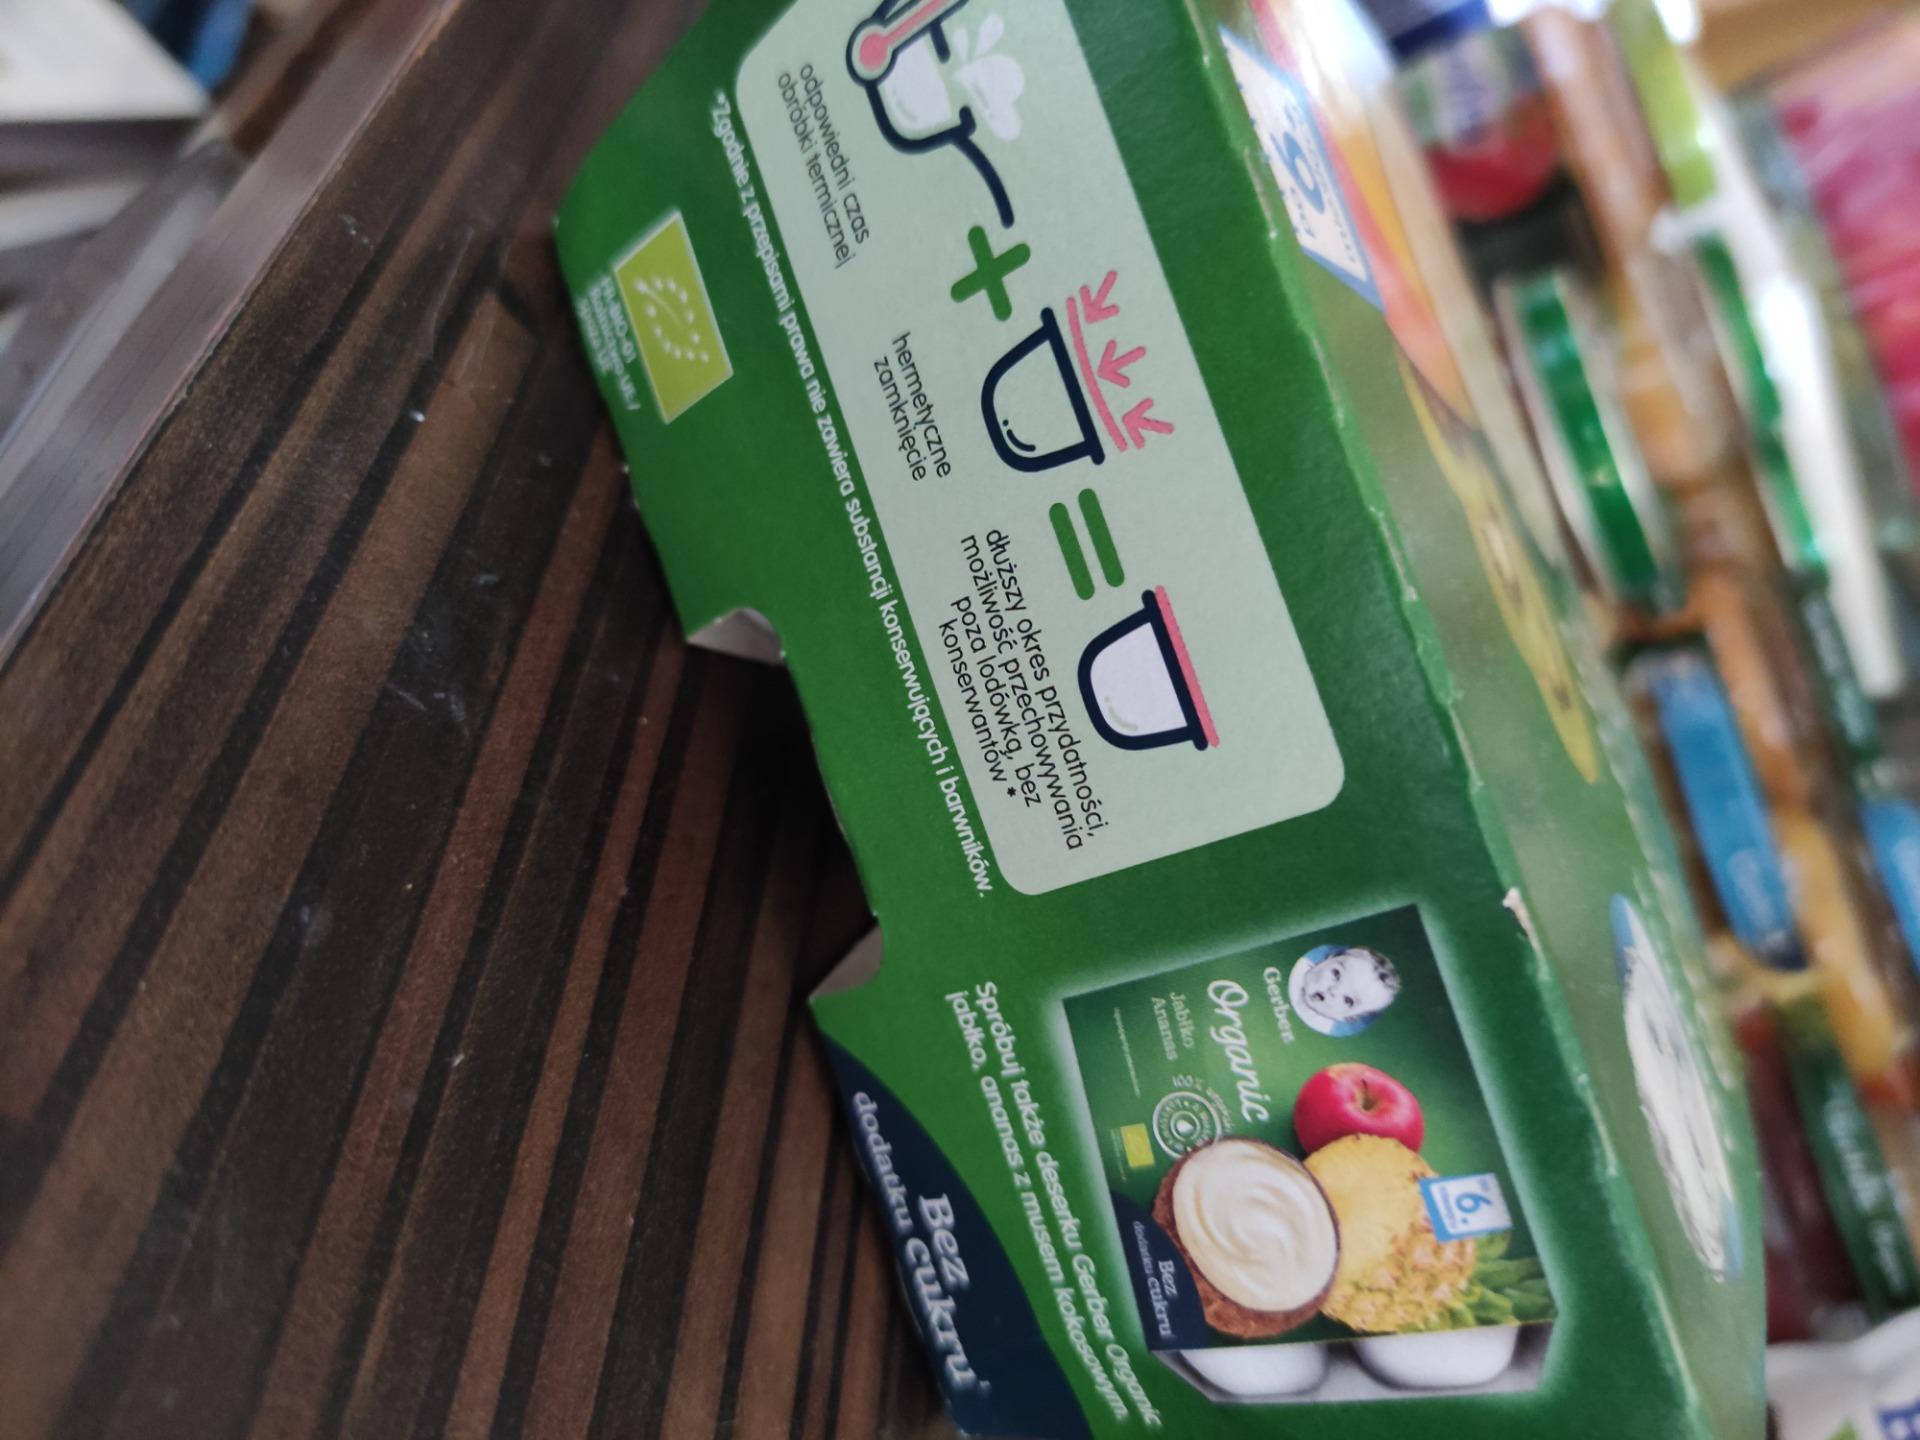 odpowiedni czas
obróbki termicznej
hermetyczne
zamknięcie
dłuższy okres przydatności,
możliwość przechowywania
poza lodówką, bez
konserwantów*
*Zgodnie z przepisami prawa nie zawiera substancji konserwujących i barwników.
Gerber
Organic
Jabłko
Ananas
6.
Bez
dodatku cukru
Spróbuj także deserku Gerber Organic
jabłko, ananas z musem kokosowym.
Bez
dodatku cukru
6.